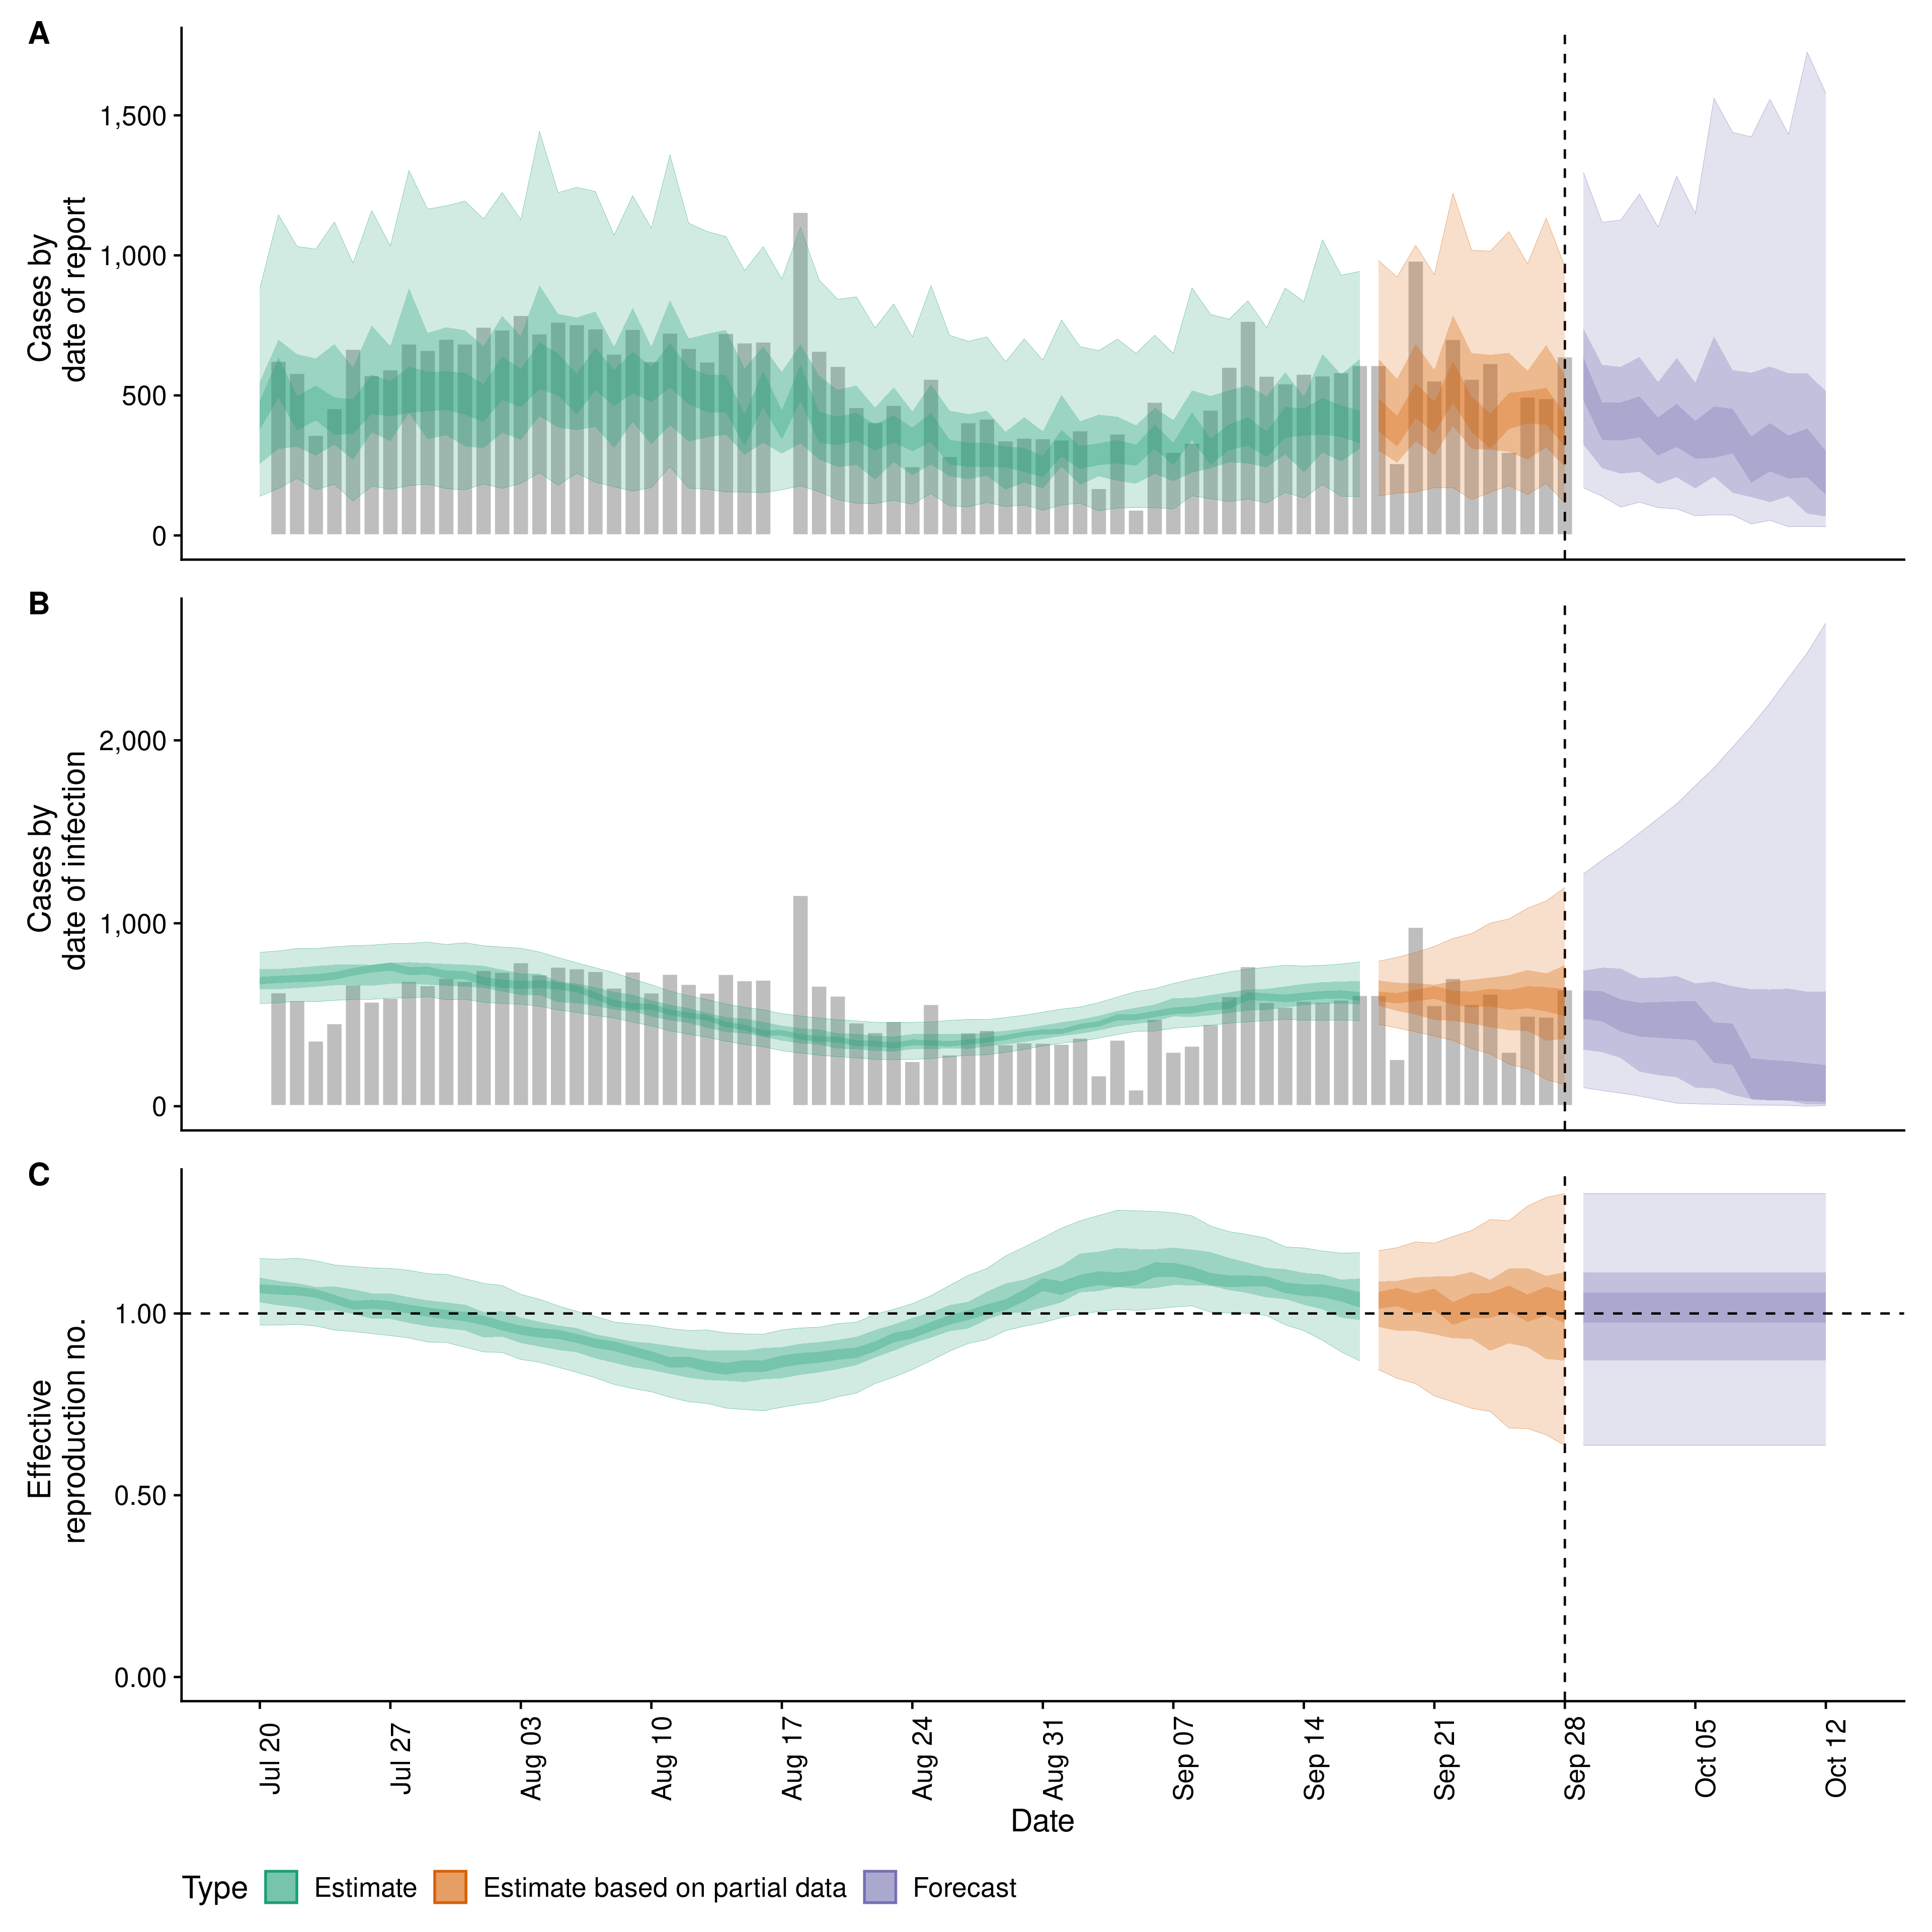 A
Cases by
date of report
1,500
1,000
500
0
B
Cases by
date of infection
2,000
1,000
0
C
Effective
reproduction no.
1.00
0.50
0.00
Jul 20
Jul 27
Aug 03
Aug 10
Aug 17
Aug 24
Aug 31
Sep 07
Sep 14
Sep 21
Sep 28
Oct 05
Oct 12
Date
Type Estimate Estimate based on partial data Forecast